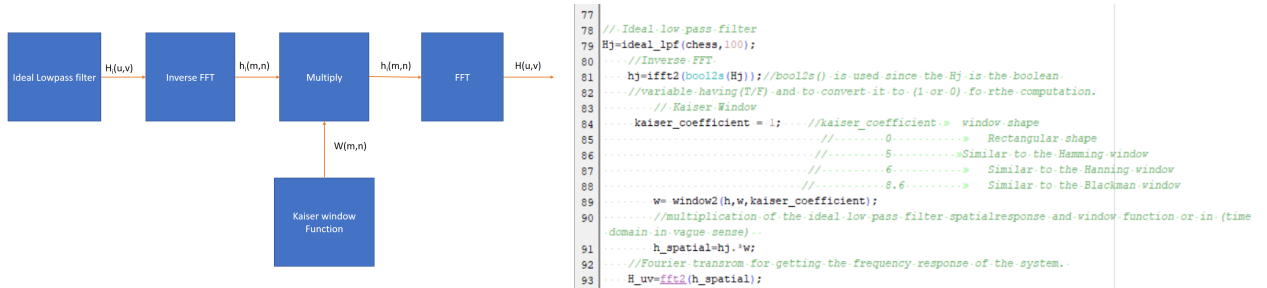 Ideal Lowpass filter
Hᵢ(u,v)
Inverse FFT
hᵢ(m,n)
Multiply
hᵢ(m,n)
FFT
H(u,v)
W(m,n)
Kaiser window
Function
77
78 // Ideal low pass filter
79 Hj=ideal_lpf(chess,100);
80 //Inverse FFT
81 hj=ifft2(bool2s(Hj));//bool2s() is used since the Hj is the boolean
82 //variable having(T/F) and to convert it to (1 or 0) fo rthe computation.
83 // Kaiser Window
84 kaiser_coefficient = 1; //kaiser_coefficient » window shape
85 // 0 » Rectangular shape
86 // 5 »Similar to the Hamming window
87 // 6 » Similar to the Hanning window
88 // 8.6 » Similar to the Blackman window
89 w= window2(h,w,kaiser_coefficient);
90 //multiplication of the ideal low pass filter spatialresponse and window function or in (time
domain in vague sense)
91 h_spatial=hj.*w;
92 //Fourier transrom for getting the frequency response of the system.
93 H_uv=fft2(h_spatial);